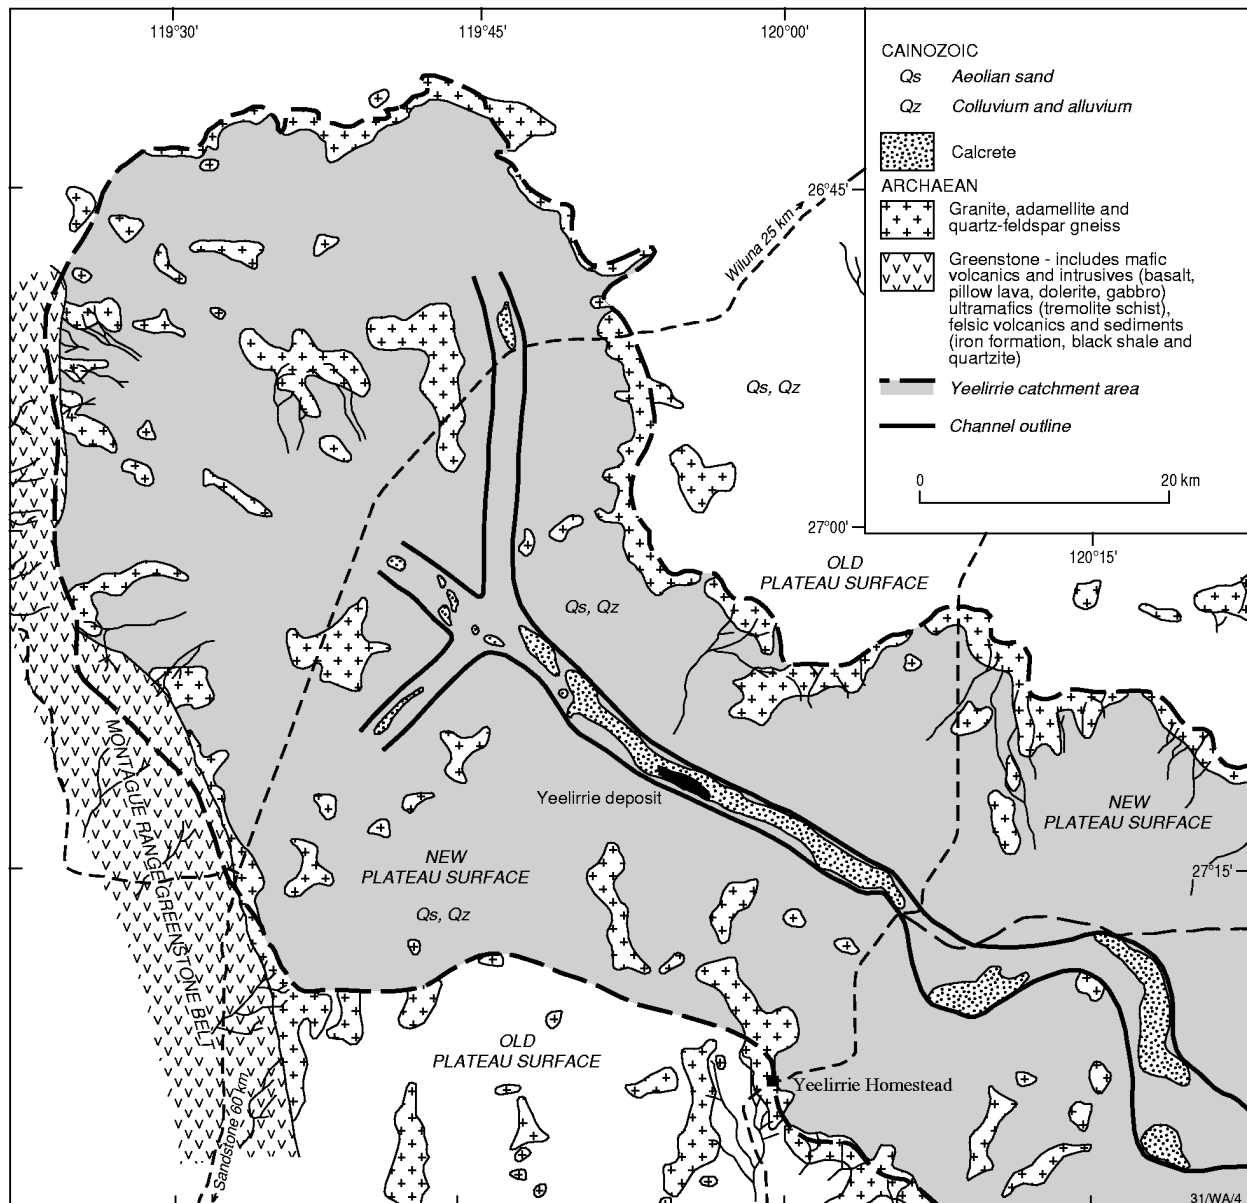 119°30'
119°45'
120°00'
CAINOZOIC
Qs Aeolian sand
Qz Colluvium and alluvium
Calcrete
ARCHAEAN
Granite, adamellite and
quartz-feldspar gneiss
Greenstone - includes mafic
volcanics and intrusives (basalt,
pillow lava, dolerite, gabbro)
ultramafics (tremolite schist),
felsic volcanics and sediments
(iron formation, black shale and
quartzite)
Yeelirrie catchment area
Channel outline
0 20 km
26°45'
Wiluna 25 km
Qs, Qz
27°00'
120°15'
OLD
PLATEAU SURFACE
Qs, Qz
MONTAGUE RANGE GREENSTONE BELT
Yeelirrie deposit
NEW
PLATEAU SURFACE
NEW
PLATEAU SURFACE
Qs, Qz
27°15'
OLD
PLATEAU SURFACE
Yeelirrie Homestead
Sandstone 60 km
31/WA/4